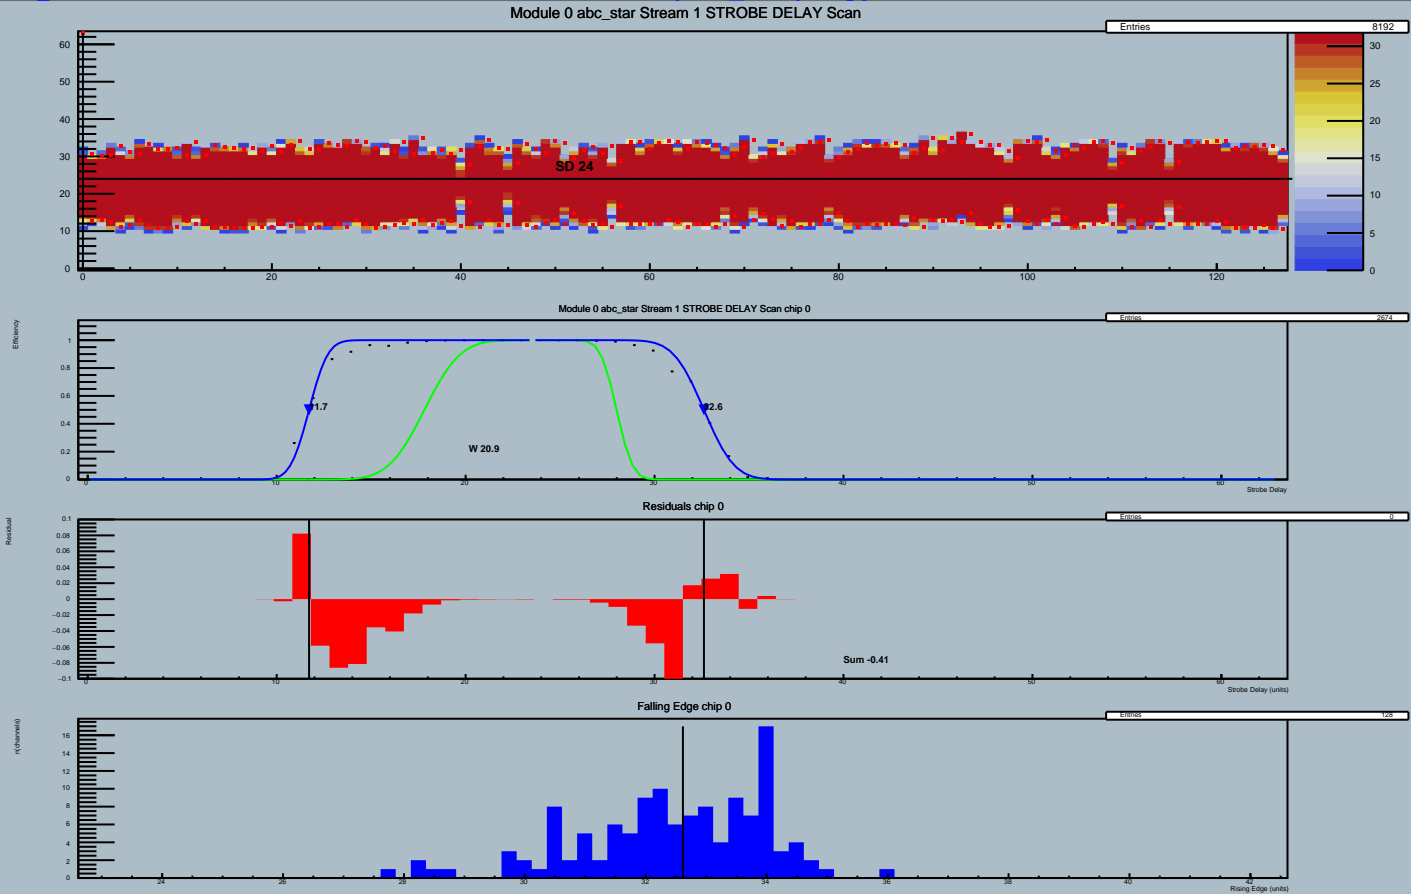 Module 0 abc_star Stream 1 STROBE DELAY Scan
Entries 8192
60
50
40
30
20
10
0
SD 24
0 20 40 60 80 100 120
30
25
20
15
10
5
0
Module 0 abc_star Stream 1 STROBE DELAY Scan chip 0
Entries 2674
Efficiency
1
0.8
0.6
0.4
0.2
0
11.7
32.6
W 20.9
0 10 20 30 40 50 60
Strobe Delay
Residuals chip 0
Entries 0
Residual
0.1
0.08
0.06
0.04
0.02
0
−0.02
−0.04
−0.06
−0.08
−0.1
Sum -0.41
0 10 20 30 40 50 60
Strobe Delay (units)
Falling Edge chip 0
Entries 128
n(channels)
16
14
12
10
8
6
4
2
0
24 26 28 30 32 34 36 38 40 42
Rising Edge (units)